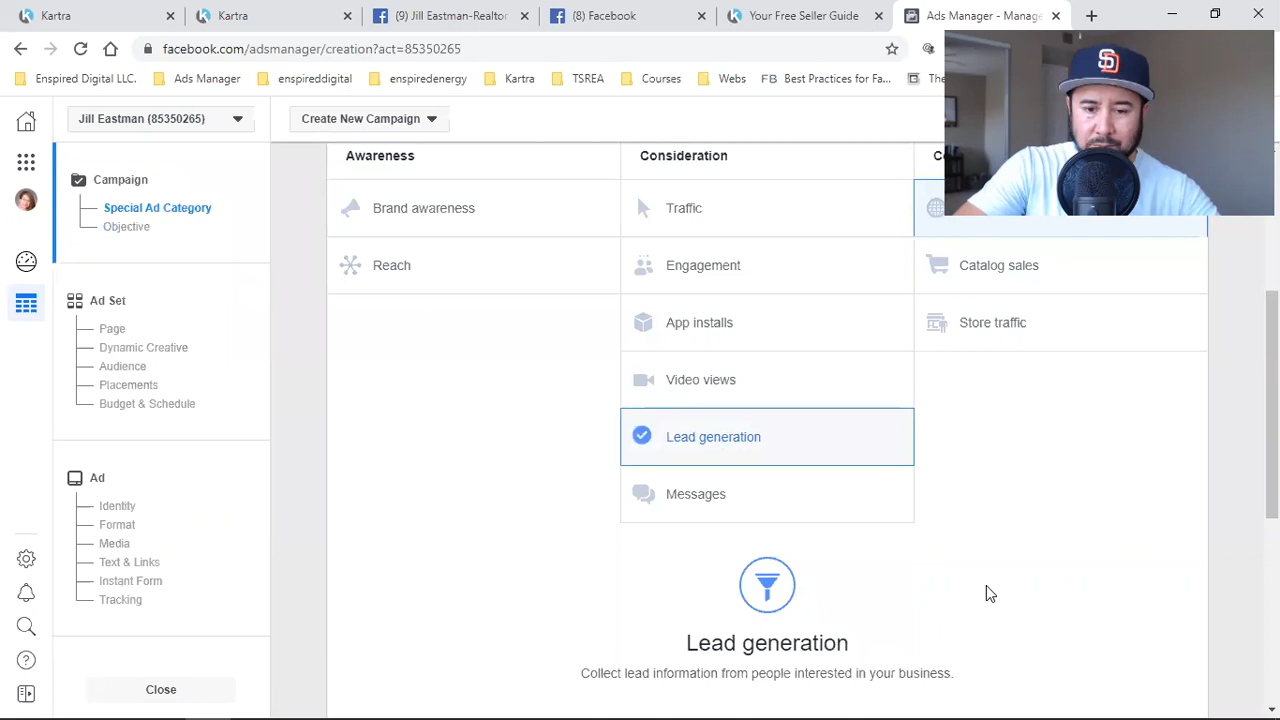 Kartra
Kartra
(9) Jill Eastman-Realtor
(8) Facebook
Your Free Seller Guide
Ads Manager - Manage
facebook.com/adsmanager/creation?act=85350265
Enspired Digital LLC.
Ads Manager
enspireddigital
enspiredenergy
Kartra
TSREA
Courses
Webs
FB Best Practices for Fa...
The
SD
Jill Eastman (85350265)
Create New Campaign
Campaign
Special Ad Category
Objective
Ad Set
Page
Dynamic Creative
Audience
Placements
Budget & Schedule
Ad
Identity
Format
Media
Text & Links
Instant Form
Tracking
Close
Awareness
Brand awareness
Reach
Consideration
Traffic
Engagement
App installs
Video views
Lead generation
Messages
Catalog sales
Store traffic
Lead generation
Collect lead information from people interested in your business.